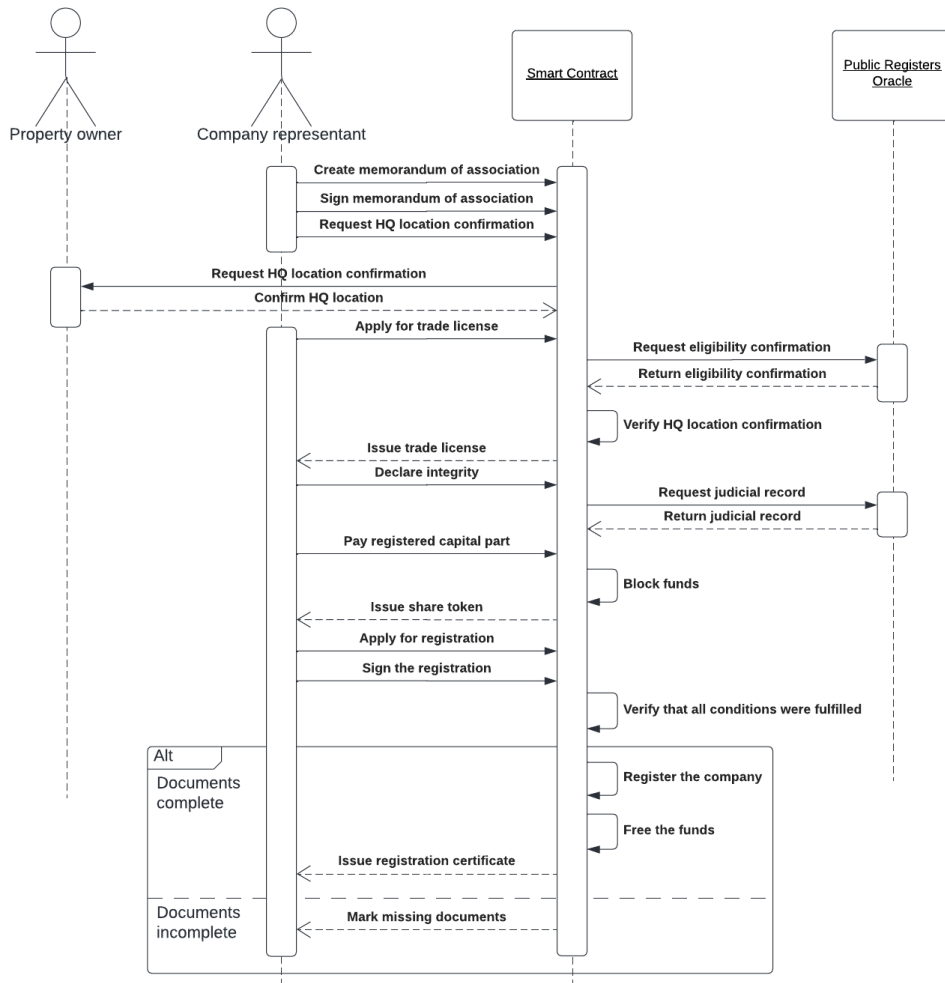 Property owner
Company representant
Smart Contract
Public Registers
Oracle
Create memorandum of association
Sign memorandum of association
Request HQ location confirmation
Request HQ location confirmation
Confirm HQ location
Apply for trade license
Request eligibility confirmation
Return eligibility confirmation
Verify HQ location confirmation
Issue trade license
Declare integrity
Request judicial record
Return judicial record
Pay registered capital part
Block funds
Issue share token
Apply for registration
Sign the registration
Verify that all conditions were fulfilled
Alt
Documents
complete
Register the company
Free the funds
Issue registration certificate
Documents
incomplete
Mark missing documents